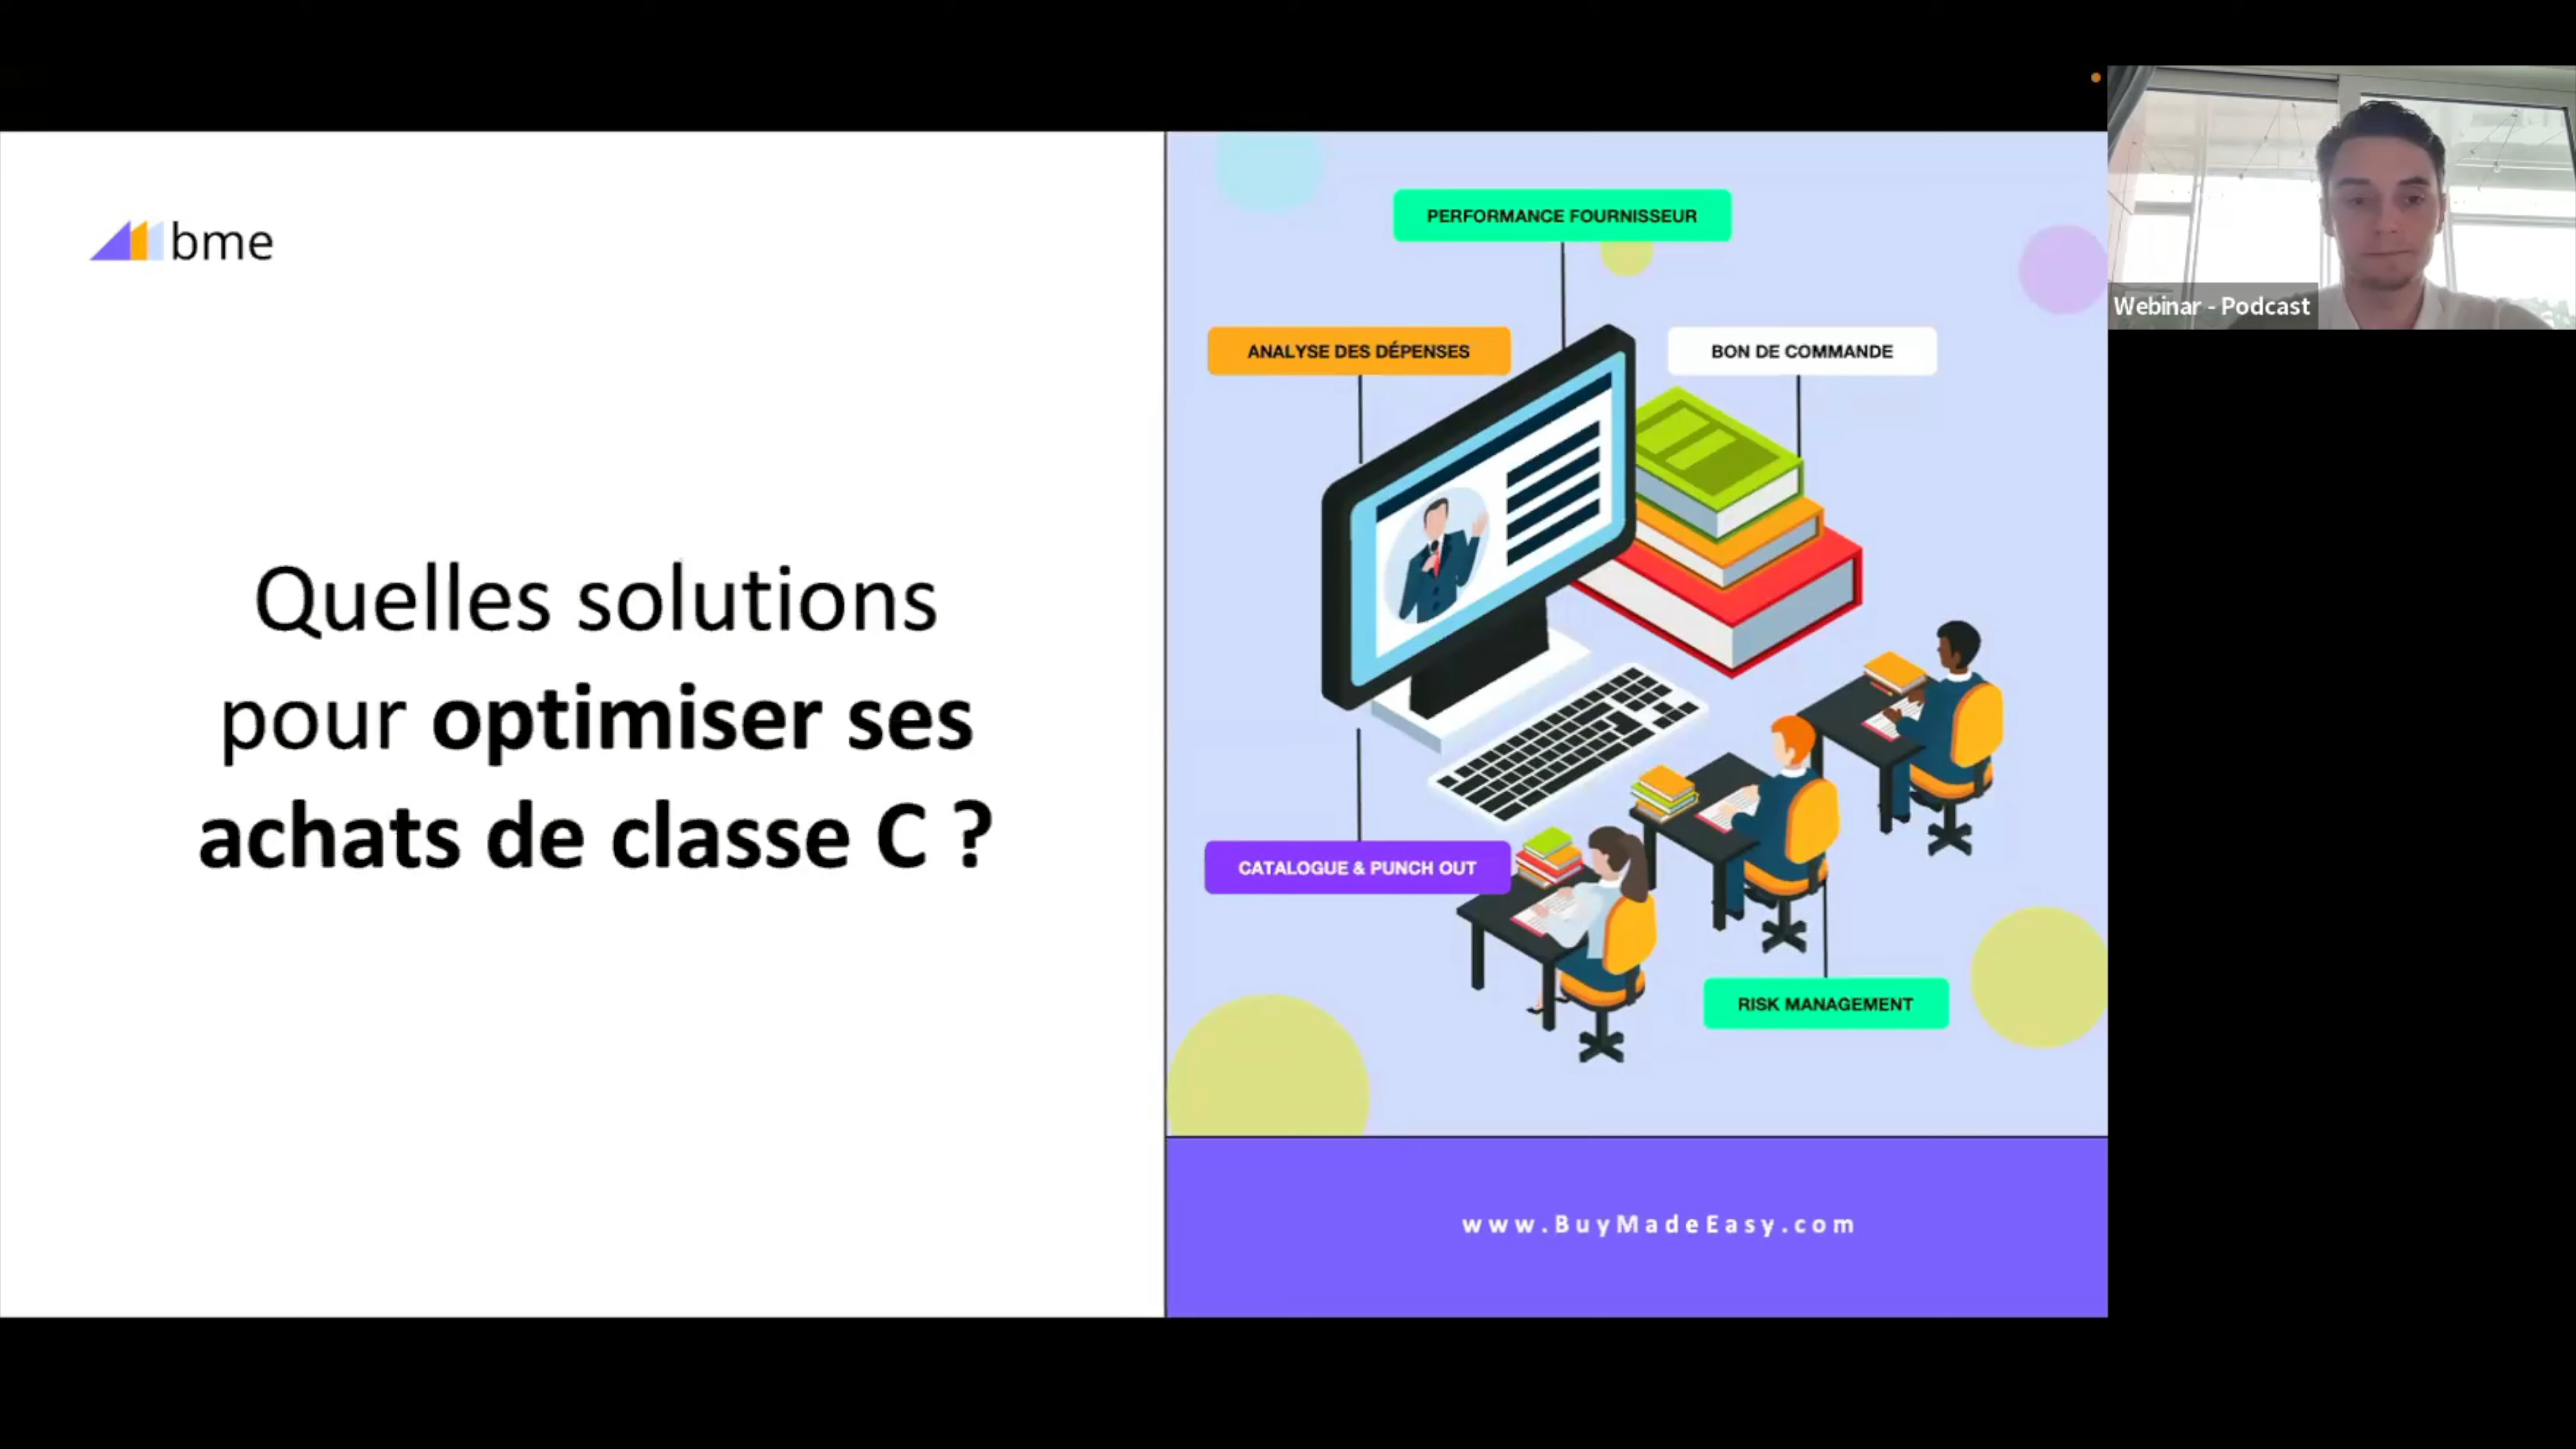 bme
Quelles solutions
pour optimiser ses
achats de classe C ?
PERFORMANCE FOURNISSEUR
ANALYSE DES DÉPENSES
BON DE COMMANDE
CATALOGUE & PUNCH OUT
RISK MANAGEMENT
www.BuyMadeEasy.com
Webinar - Podcast